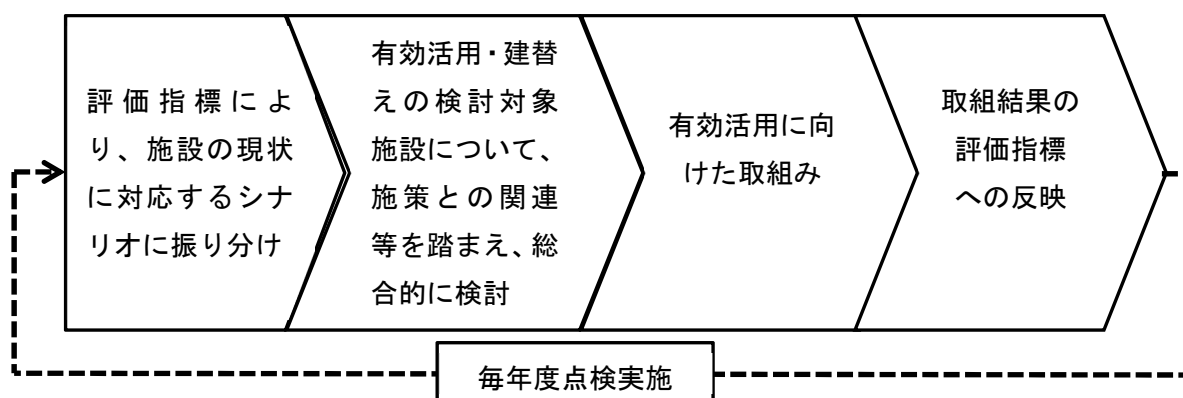 評価指標によ
り、施設の現状
に対応するシナ
リオに振り分け
有効活用・建替
えの検討対象
施設について、
施策との関連
等を踏まえ、総
合的に検討
有効活用に向
けた取組み
取組結果の
評価指標
への反映
毎年度点検実施